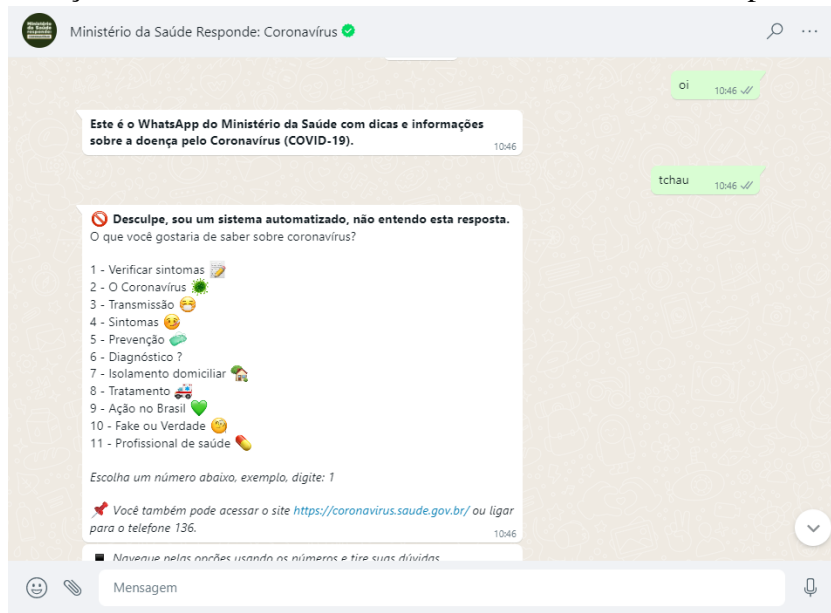 Ministério da Saúde Responde: Coronavírus
oi 10:46
Este é o WhatsApp do Ministério da Saúde com dicas e informações
sobre a doença pelo Coronavírus (COVID-19). 10:46
tchau 10:46
Desculpe, sou um sistema automatizado, não entendo esta resposta.
O que você gostaria de saber sobre coronavírus?
1 - Verificar sintomas
2 - O Coronavírus
3 - Transmissão
4 - Sintomas
5 - Prevenção
6 - Diagnóstico ?
7 - Isolamento domiciliar
8 - Tratamento
9 - Ação no Brasil
10 - Fake ou Verdade
11 - Profissional de saúde
Escolha um número abaixo, exemplo, digite: 1
Você também pode acessar o site https://coronavirus.saude.gov.br/ ou ligar
para o telefone 136. 10:46
Navegue pelas opções usando os números e tire suas dúvidas
Mensagem